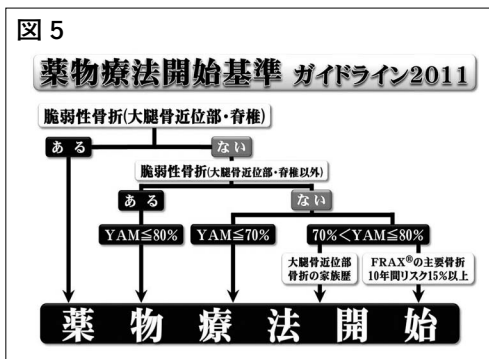 図5
薬物療法開始基準 ガイドライン2011
脆弱性骨折(大腿骨近位部・脊椎)
ある ない
脆弱性骨折(大腿骨近位部・脊椎以外)
ある ない
YAM≦80% YAM≦70% 70%<YAM≦80%
大腿骨近位部 FRAX®の主要骨折
骨折の家族歴 10年間リスク15%以上
薬物療法開始